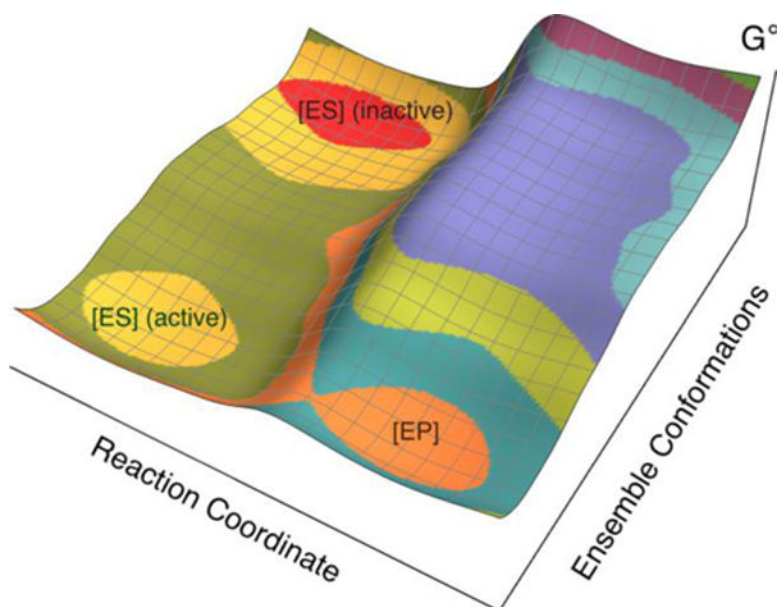 G°
[ES] (inactive)
[ES] (active)
[EP]
Reaction Coordinate
Ensemble Conformations